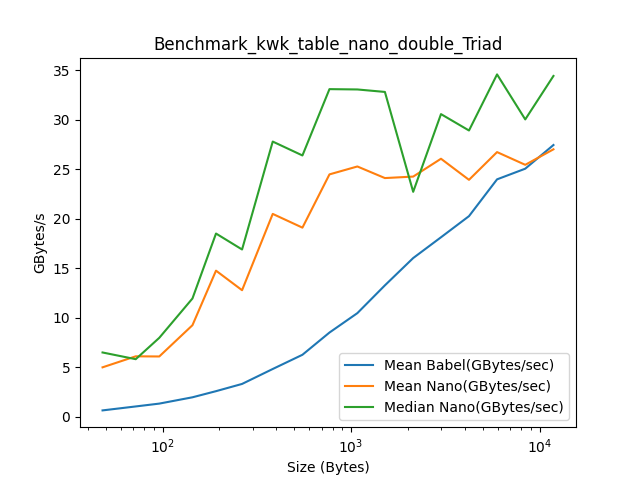 Benchmark_kwk_table_nano_double_Triad
GBytes/s
35
30
25
20
15
10
5
0
Mean Babel(GBytes/sec)
Mean Nano(GBytes/sec)
Median Nano(GBytes/sec)
10^2
10^3
10^4
Size (Bytes)